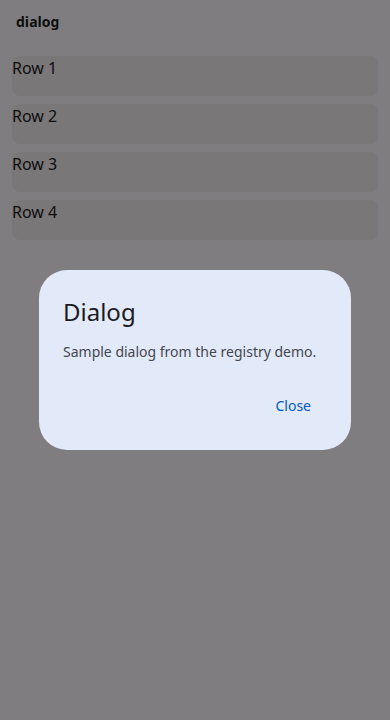 dialog
Row 1
Row 2
Row 3
Row 4
Dialog
Sample dialog from the registry demo.
Close